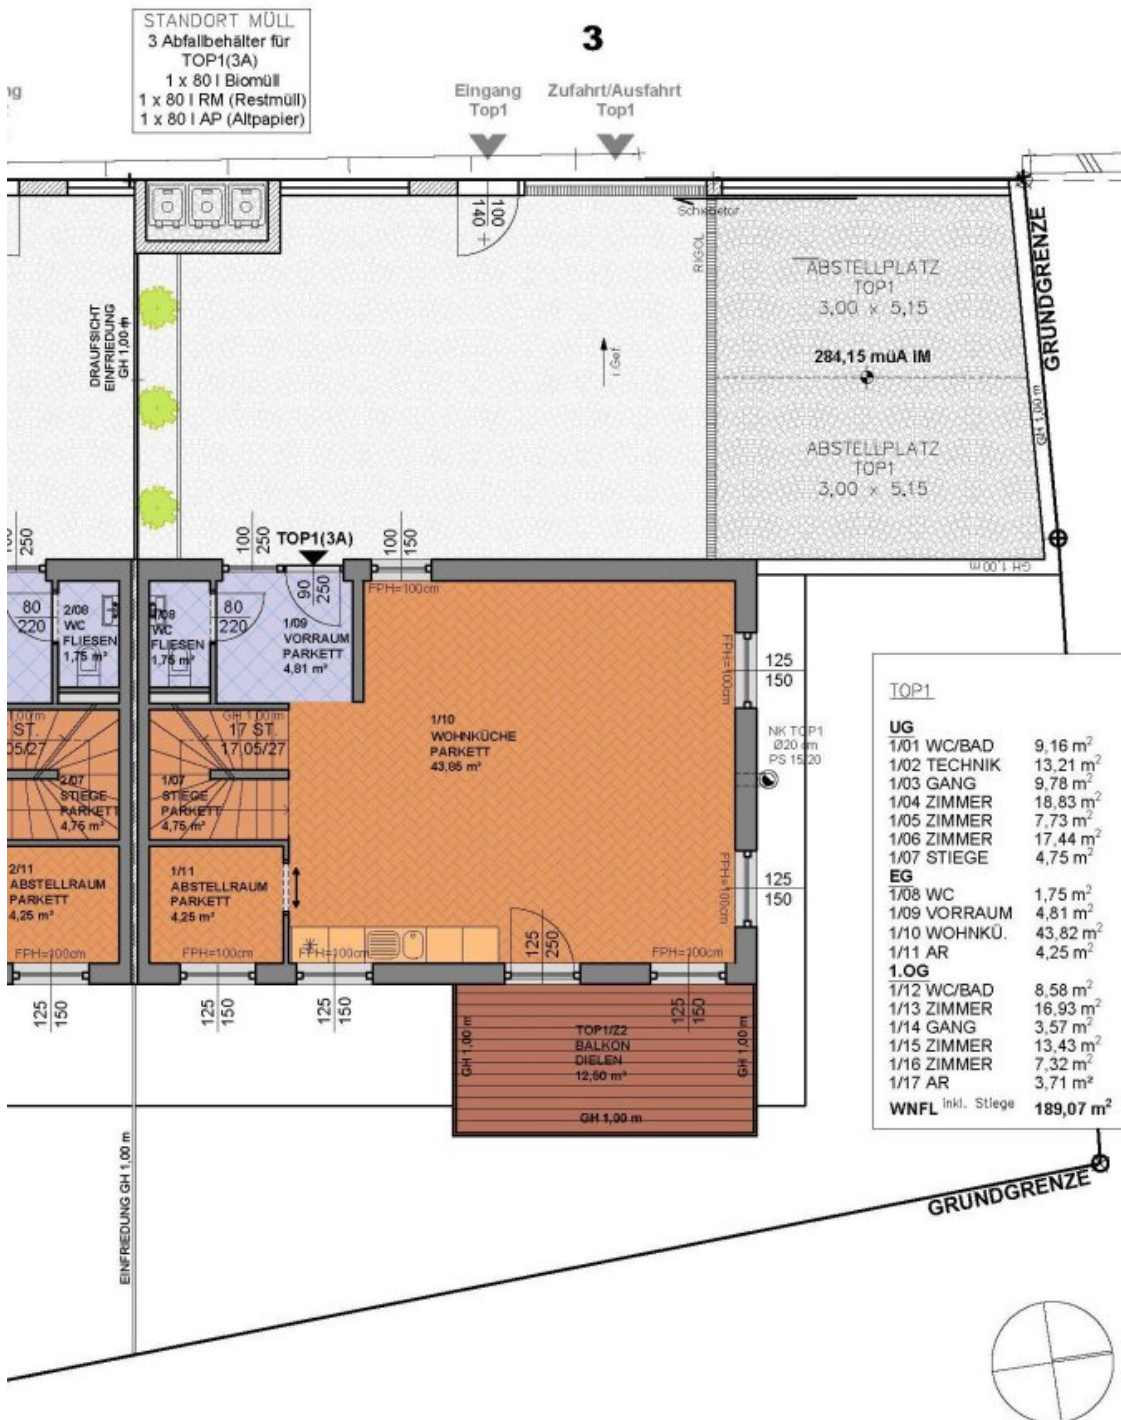 STANDORT MÜLL
3 Abfallbehälter für
TOP1(3A)
1 x 80 l Biomüll
1 x 80 l RM (Restmüll)
1 x 80 l AP (Altpapier)
3
Eingang
Top1
Zufahrt/Ausfahrt
Top1
100
140
Schiebetor
RIGOL
GRUNDGRENZE
ABSTELLPLATZ
TOP1
3,00 x 5,15
284,15 müA IM
DRAUFSICHT
EINFRIEDUNG
GH 1,00 m
i.Gef.
GH 1,00 m
ABSTELLPLATZ
TOP1
3,00 x 5,15
250
100
250
TOP1(3A)
90
250
100
150
GH 1,00 m
FPH=100cm
80
220
2/08
WC
FLIESEN
1,75 m²
WC
FLIESEN
1,75 m²
80
220
1/09
VORRAUM
PARKETT
4,81 m²
FPH=100cm
125
150
GH 1,00 m
17 ST.
17,05/27
1/10
WOHNKÜCHE
PARKETT
43,85 m²
NK TOP1
Ø20 cm
PS 15/20
2/07
STIEGE
PARKETT
4,75 m²
1/07
STIEGE
PARKETT
4,75 m²
2/11
ABSTELLRAUM
PARKETT
4,25 m²
1/11
ABSTELLRAUM
PARKETT
4,25 m²
FPH=100cm
125
150
FPH=100cm
FPH=100cm
125
250
FPH=100cm
125
150
125
150
125
150
125
150
TOP1/Z2
BALKON
DIELEN
12,50 m²
GH 1,00 m
GH 1,00 m
GH 1,00 m
TOP1
UG
1/01 WC/BAD 9,16 m²
1/02 TECHNIK 13,21 m²
1/03 GANG 9,78 m²
1/04 ZIMMER 18,83 m²
1/05 ZIMMER 7,73 m²
1/06 ZIMMER 17,44 m²
1/07 STIEGE 4,75 m²
EG
1/08 WC 1,75 m²
1/09 VORRAUM 4,81 m²
1/10 WOHNKÜ. 43,82 m²
1/11 AR 4,25 m²
1.OG
1/12 WC/BAD 8,58 m²
1/13 ZIMMER 16,93 m²
1/14 GANG 3,57 m²
1/15 ZIMMER 13,43 m²
1/16 ZIMMER 7,32 m²
1/17 AR 3,71 m²
WNFL inkl. Stiege 189,07 m²
EINFRIEDUNG GH 1,00 m
GRUNDGRENZE